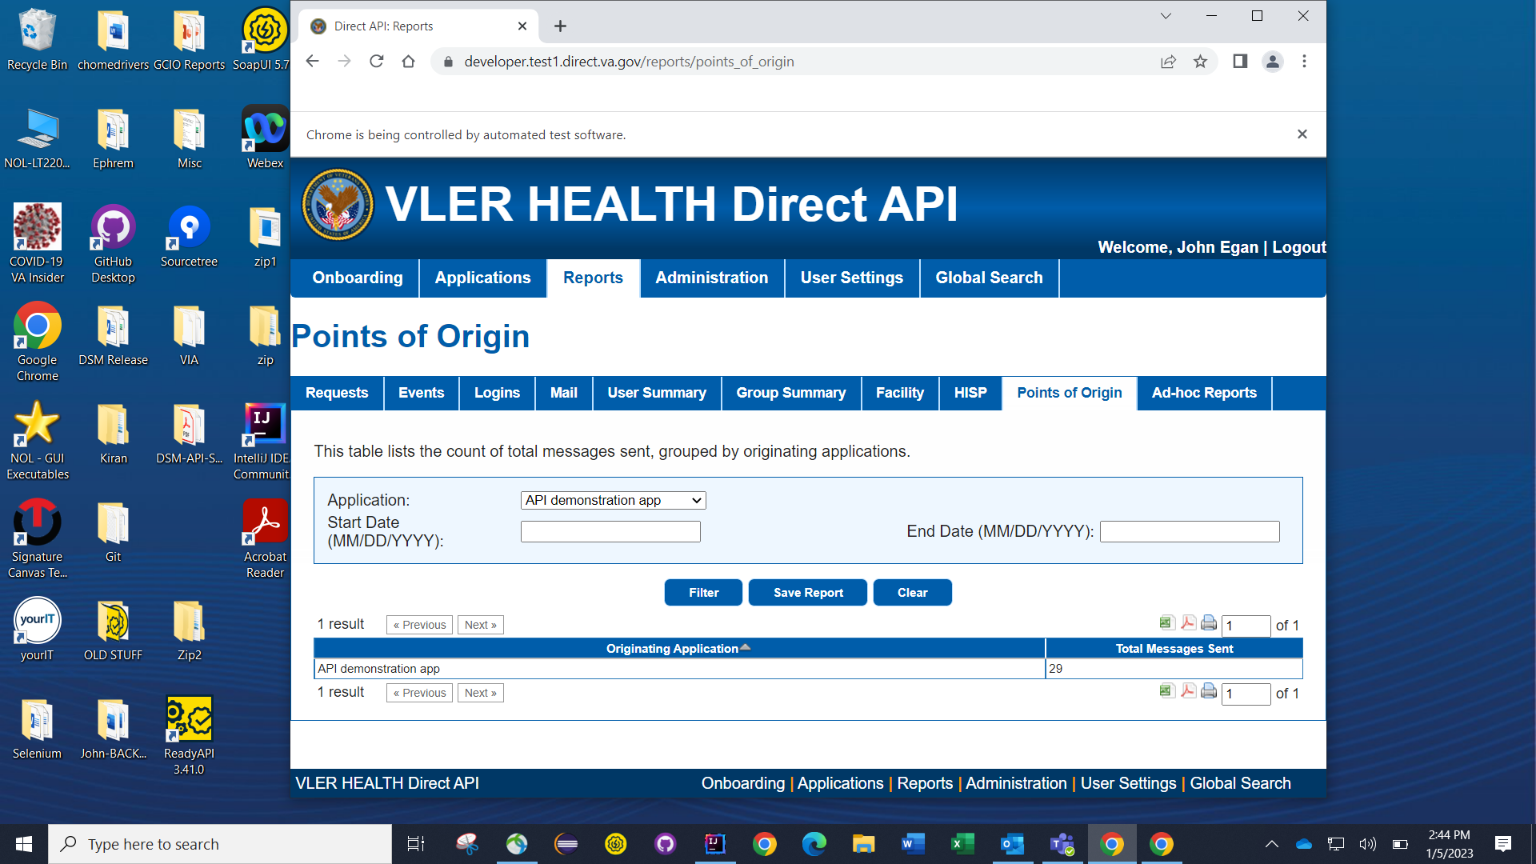 Recycle Bin
chomedrivers
GCIO Reports
SoapUI 5.7
NOL-LT220...
Ephrem
Misc
Webex
COVID-19
VA Insider
GitHub
Desktop
Sourcetree
zip1
Google
Chrome
DSM Release
VIA
zip
NOL - GUI
Executables
Kiran
DSM-API-S...
IntelliJ IDE
Communit
Signature
Canvas Te...
Git
Acrobat
Reader
yourIT
yourIT
OLD STUFF
Zip2
Selenium
John-BACK...
ReadyAPI
3.41.0
Direct API: Reports
developer.test1.direct.va.gov/reports/points_of_origin
Chrome is being controlled by automated test software.
VLER HEALTH Direct API
Welcome, John Egan | Logout
Onboarding Applications Reports Administration User Settings Global Search
Points of Origin
Requests Events Logins Mail User Summary Group Summary Facility HISP Points of Origin Ad-hoc Reports
This table lists the count of total messages sent, grouped by originating applications.
Application: API demonstration app
Start Date
(MM/DD/YYYY):
End Date (MM/DD/YYYY):
Filter Save Report Clear
1 result « Previous Next » 1 of 1
Originating Application Total Messages Sent
API demonstration app 29
1 result « Previous Next » 1 of 1
VLER HEALTH Direct API
Onboarding | Applications | Reports | Administration | User Settings | Global Search
Type here to search
2:44 PM
1/5/2023